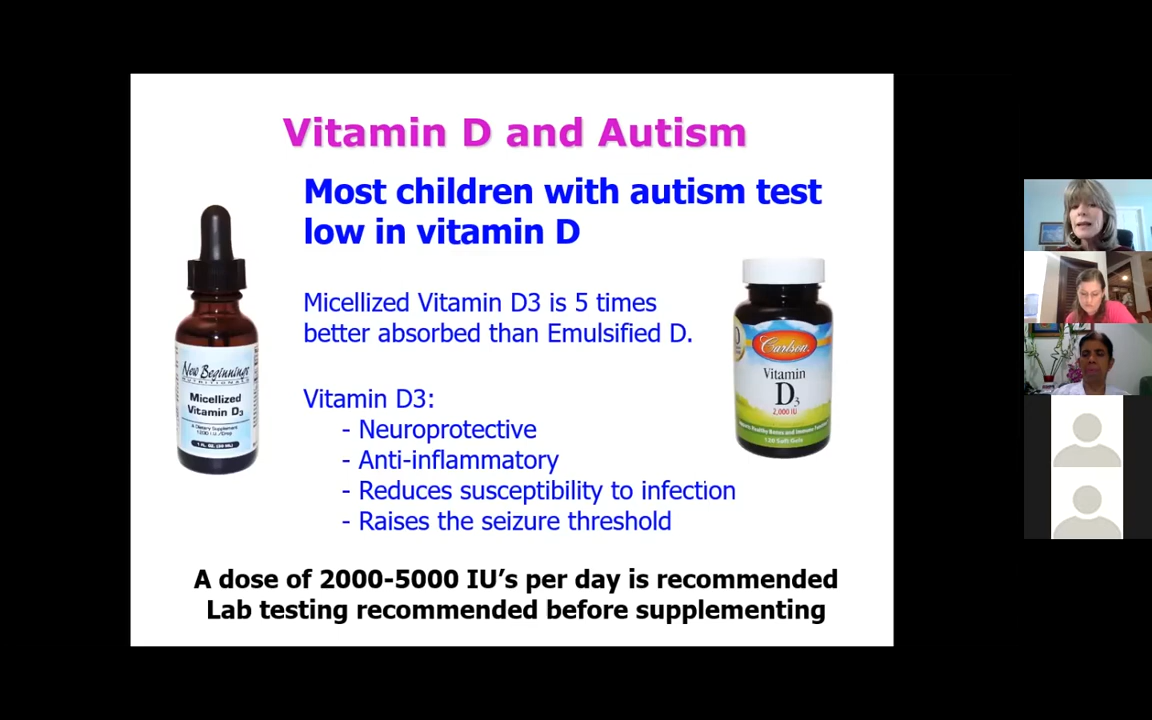 Vitamin D and Autism
Most children with autism test
low in vitamin D
Micellized Vitamin D3 is 5 times
better absorbed than Emulsified D.
Vitamin D3:
- Neuroprotective
- Anti-inflammatory
- Reduces susceptibility to infection
- Raises the seizure threshold
A dose of 2000-5000 IU's per day is recommended
Lab testing recommended before supplementing
New Beginnings
NUTRITIONALS
Micellized
Vitamin D3
A Dietary Supplement
Carlson
Vitamin
D3
2,000 IU
120 Soft Gels